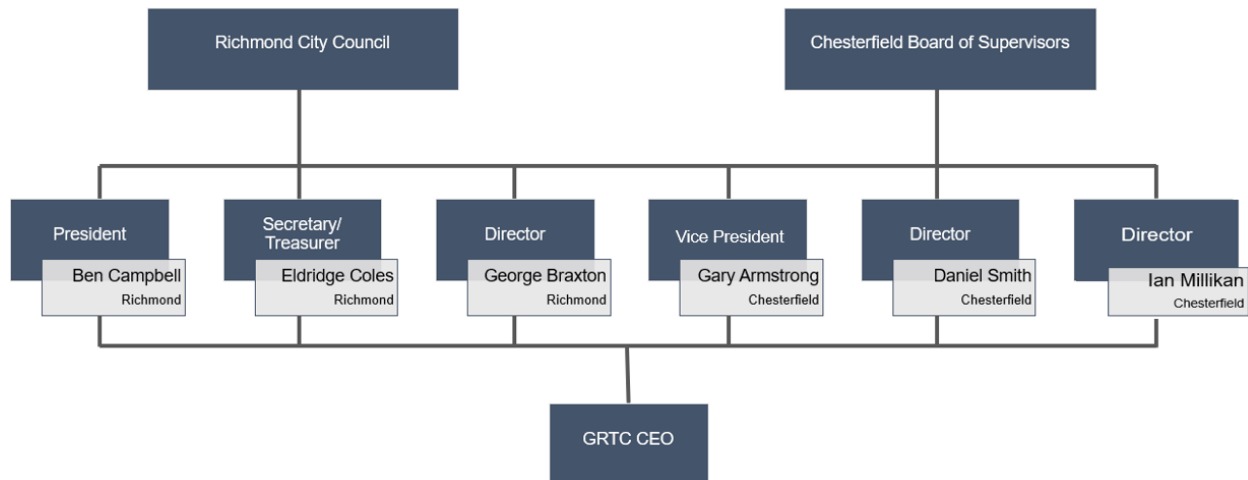 Richmond City Council
Chesterfield Board of Supervisors
President
Ben Campbell
Richmond
Secretary/
Treasurer
Eldridge Coles
Richmond
Director
George Braxton
Richmond
Vice President
Gary Armstrong
Chesterfield
Director
Daniel Smith
Chesterfield
Director
Ian Millikan
Chesterfield
GRTC CEO